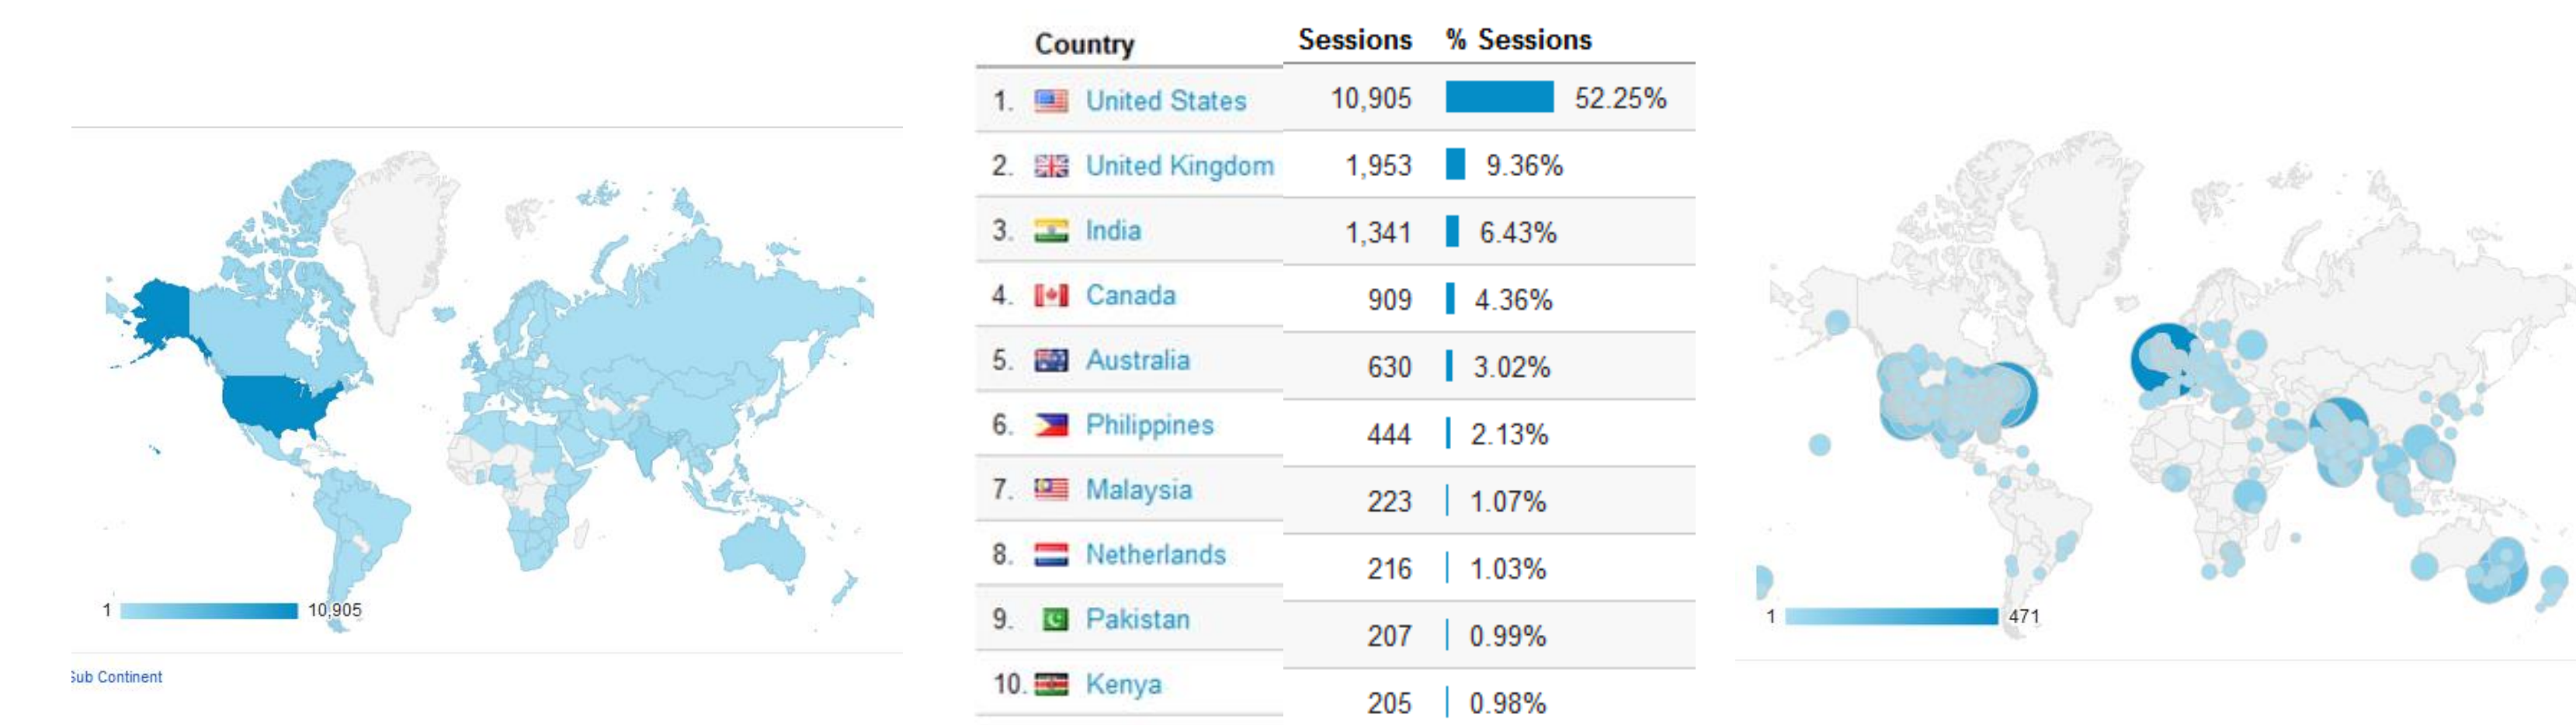 1
10,905
Sub Continent
Country Sessions % Sessions
1. United States 10,905 52.25%
2. United Kingdom 1,953 9.36%
3. India 1,341 6.43%
4. Canada 909 4.36%
5. Australia 630 3.02%
6. Philippines 444 2.13%
7. Malaysia 223 1.07%
8. Netherlands 216 1.03%
9. Pakistan 207 0.99%
10. Kenya 205 0.98%
1
471